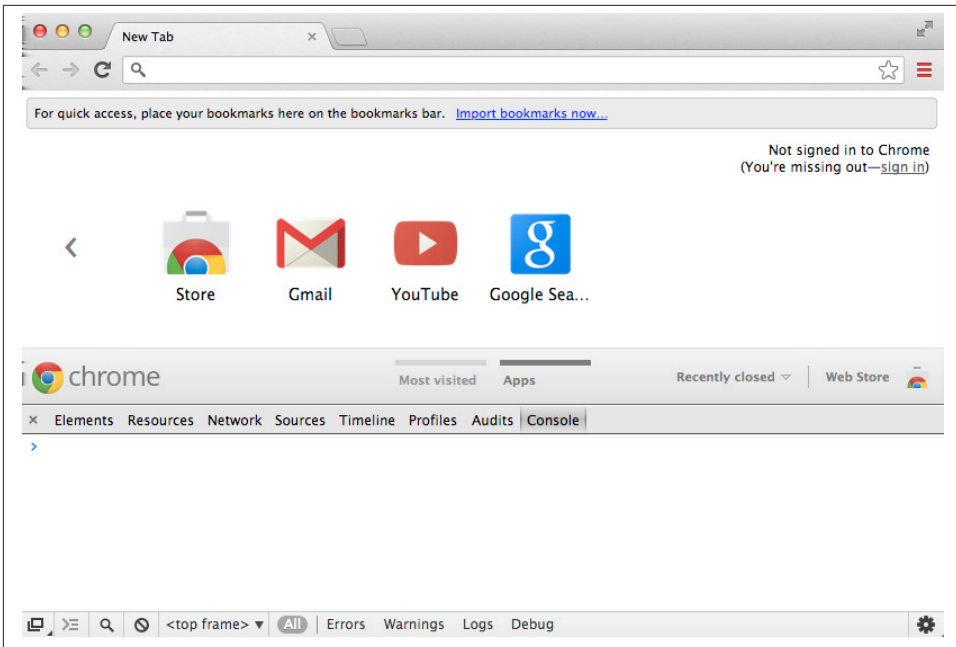 New Tab
For quick access, place your bookmarks here on the bookmarks bar. Import bookmarks now...
Not signed in to Chrome
(You're missing out—sign in)
Store Gmail YouTube Google Sea...
chrome Most visited Apps Recently closed Web Store
Elements Resources Network Sources Timeline Profiles Audits Console
<top frame> All Errors Warnings Logs Debug